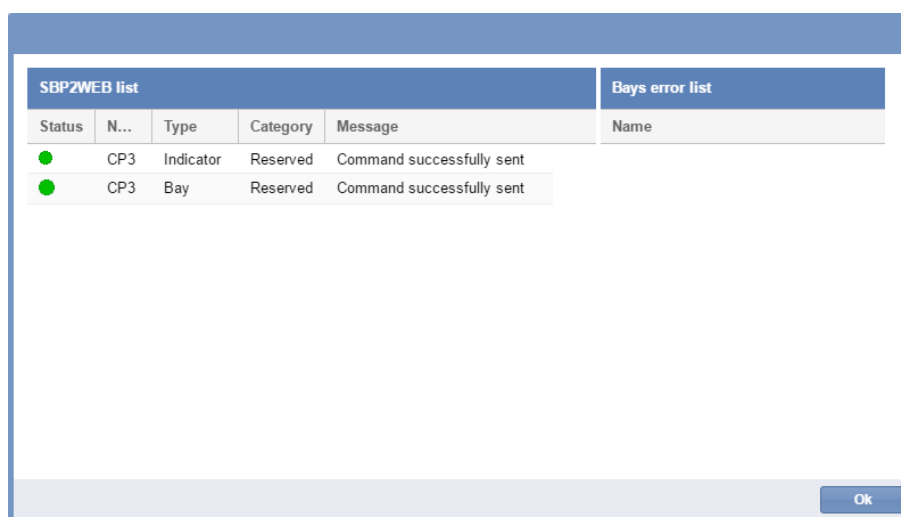 SBP2WEB list
Bays error list
Status N... Type Category Message
Name
CP3 Indicator Reserved Command successfully sent
CP3 Bay Reserved Command successfully sent
Ok